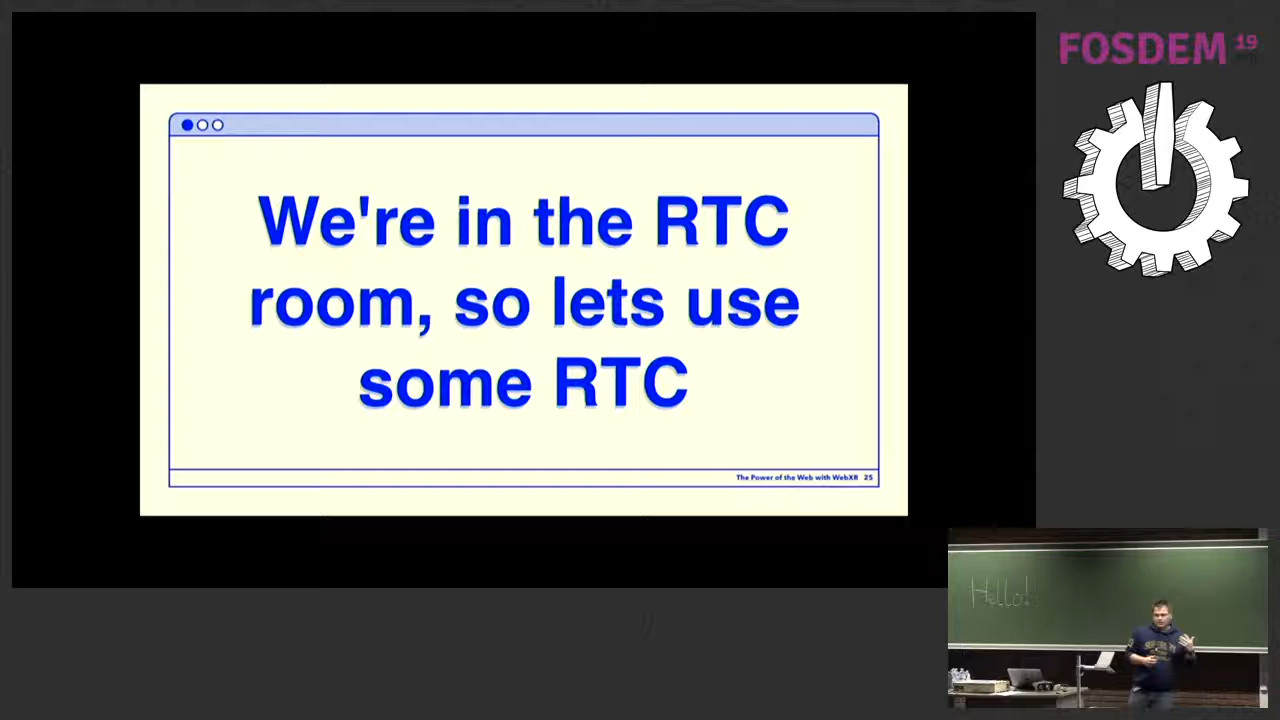 FOSDEM 19
We're in the RTC
room, so lets use
some RTC
The Power of the Web with WebXR 25
Hello!